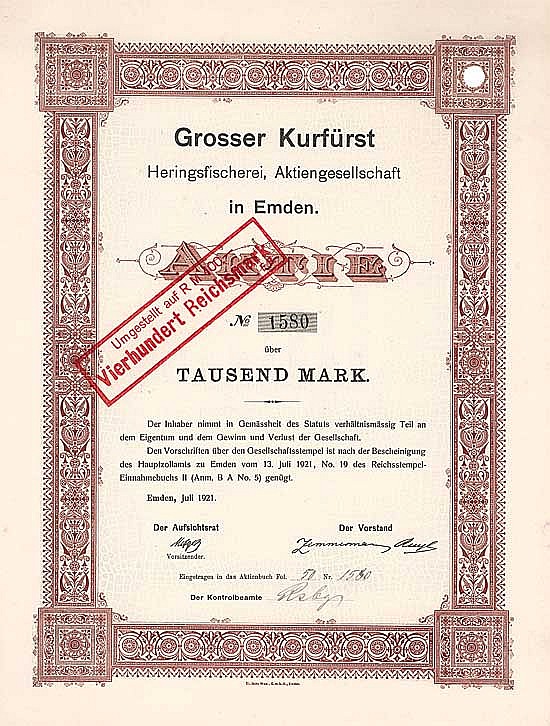 Grosser Kurfürst
Heringsfischerei, Aktiengesellschaft
in Emden.
AKTIE
Umgestellt auf R.M.
Vierhundert Reichsmark
№ 1580
über
TAUSEND MARK.
Der Inhaber nimmt in Gemässheit des Statuts verhältnismässig Teil an
dem Eigentum und dem Gewinn und Verlust der Gesellschaft.
Den Vorschriften über den Gesellschaftsstempel ist nach der Bescheinigung
des Hauptzollamts zu Emden vom 13. Juli 1921, No. 19 des Reichsstempel-
Einnahmebuchs II (Anm. B A No. 5) genügt.
Emden, Juli 1921.
Der Aufsichtsrat Der Vorstand
Zimmermann
Vorsitzender.
Eingetragen in das Aktienbuch Fol. 50 Nr. 1580
Der Kontrolbeamte